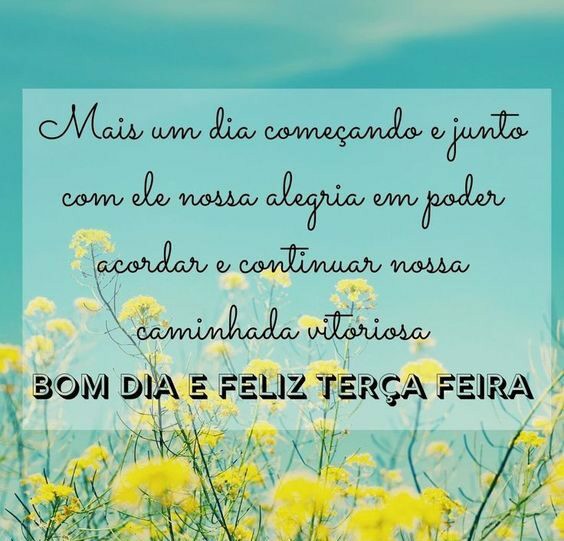 Mais um dia começando e junto
com ele nossa alegria em poder
acordar e continuar nossa
caminhada vitoriosa
BOM DIA E FELIZ TERÇA FEIRA